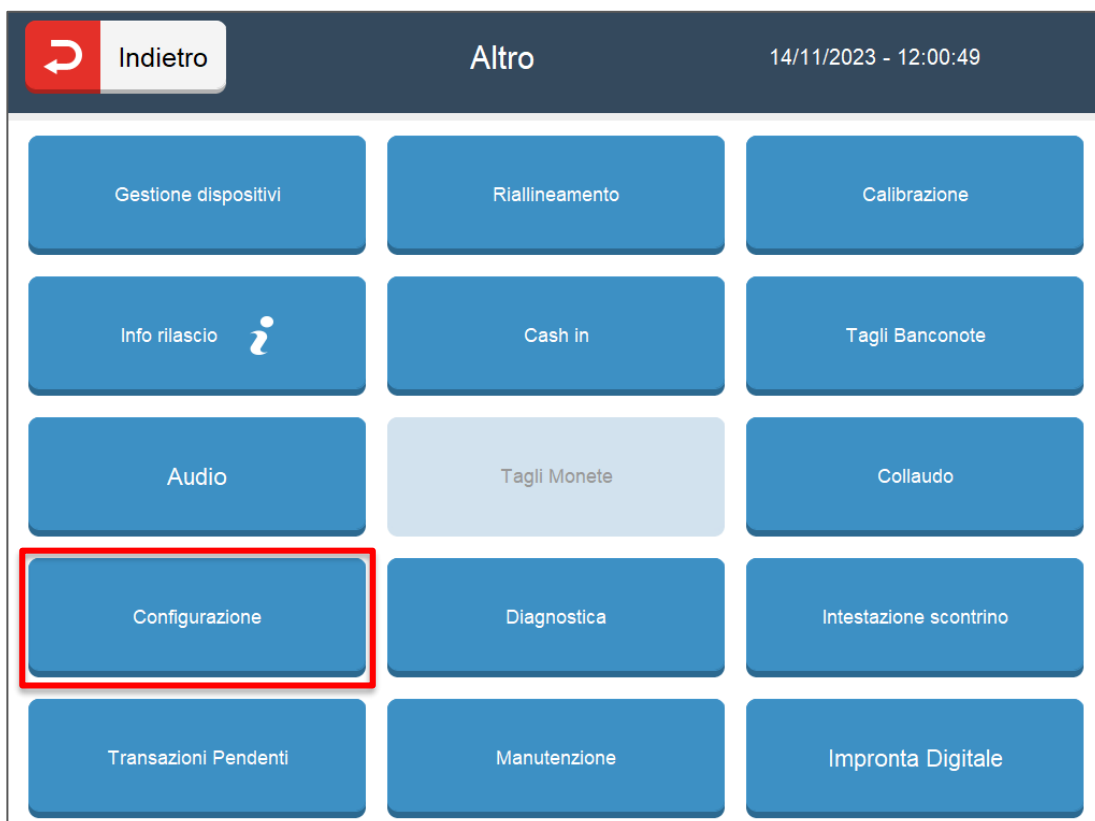 Indietro
Altro
14/11/2023 - 12:00:49
Gestione dispositivi
Riallineamento
Calibrazione
Info rilascio
Cash in
Tagli Banconote
Audio
Tagli Monete
Collaudo
Configurazione
Diagnostica
Intestazione scontrino
Transazioni Pendenti
Manutenzione
Impronta Digitale